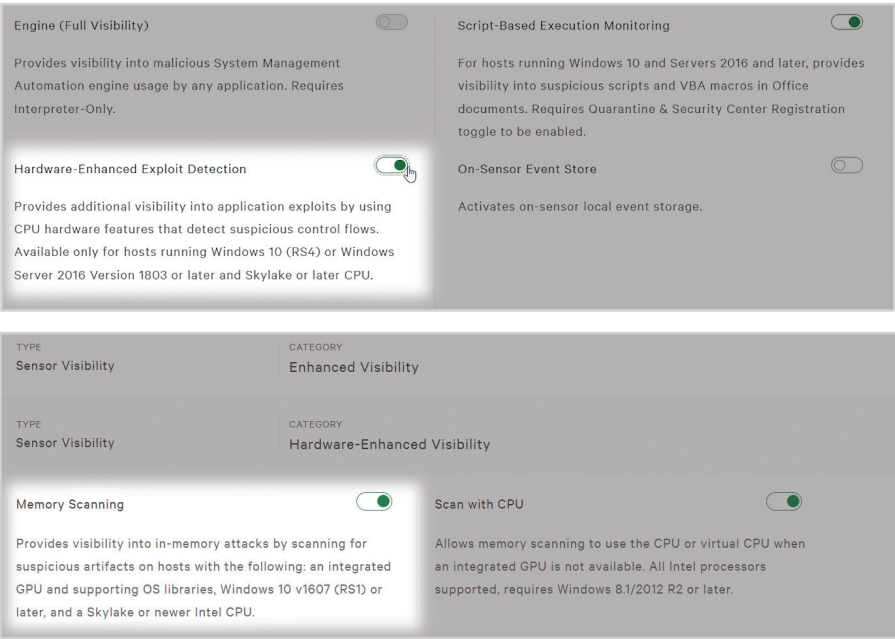 Engine (Full Visibility)
Provides visibility into malicious System Management
Automation engine usage by any application. Requires
Interpreter-Only.
Script-Based Execution Monitoring
For hosts running Windows 10 and Servers 2016 and later, provides
visibility into suspicious scripts and VBA macros in Office
documents. Requires Quarantine & Security Center Registration
toggle to be enabled.
Hardware-Enhanced Exploit Detection
Provides additional visibility into application exploits by using
CPU hardware features that detect suspicious control flows.
Available only for hosts running Windows 10 (RS4) or Windows
Server 2016 Version 1803 or later and Skylake or later CPU.
On-Sensor Event Store
Activates on-sensor local event storage.
TYPE
Sensor Visibility
CATEGORY
Enhanced Visibility
TYPE
Sensor Visibility
CATEGORY
Hardware-Enhanced Visibility
Memory Scanning
Provides visibility into in-memory attacks by scanning for
suspicious artifacts on hosts with the following: an integrated
GPU and supporting OS libraries, Windows 10 v1607 (RS1) or
later, and a Skylake or newer Intel CPU.
Scan with CPU
Allows memory scanning to use the CPU or virtual CPU when
an integrated GPU is not available. All Intel processors
supported, requires Windows 8.1/2012 R2 or later.